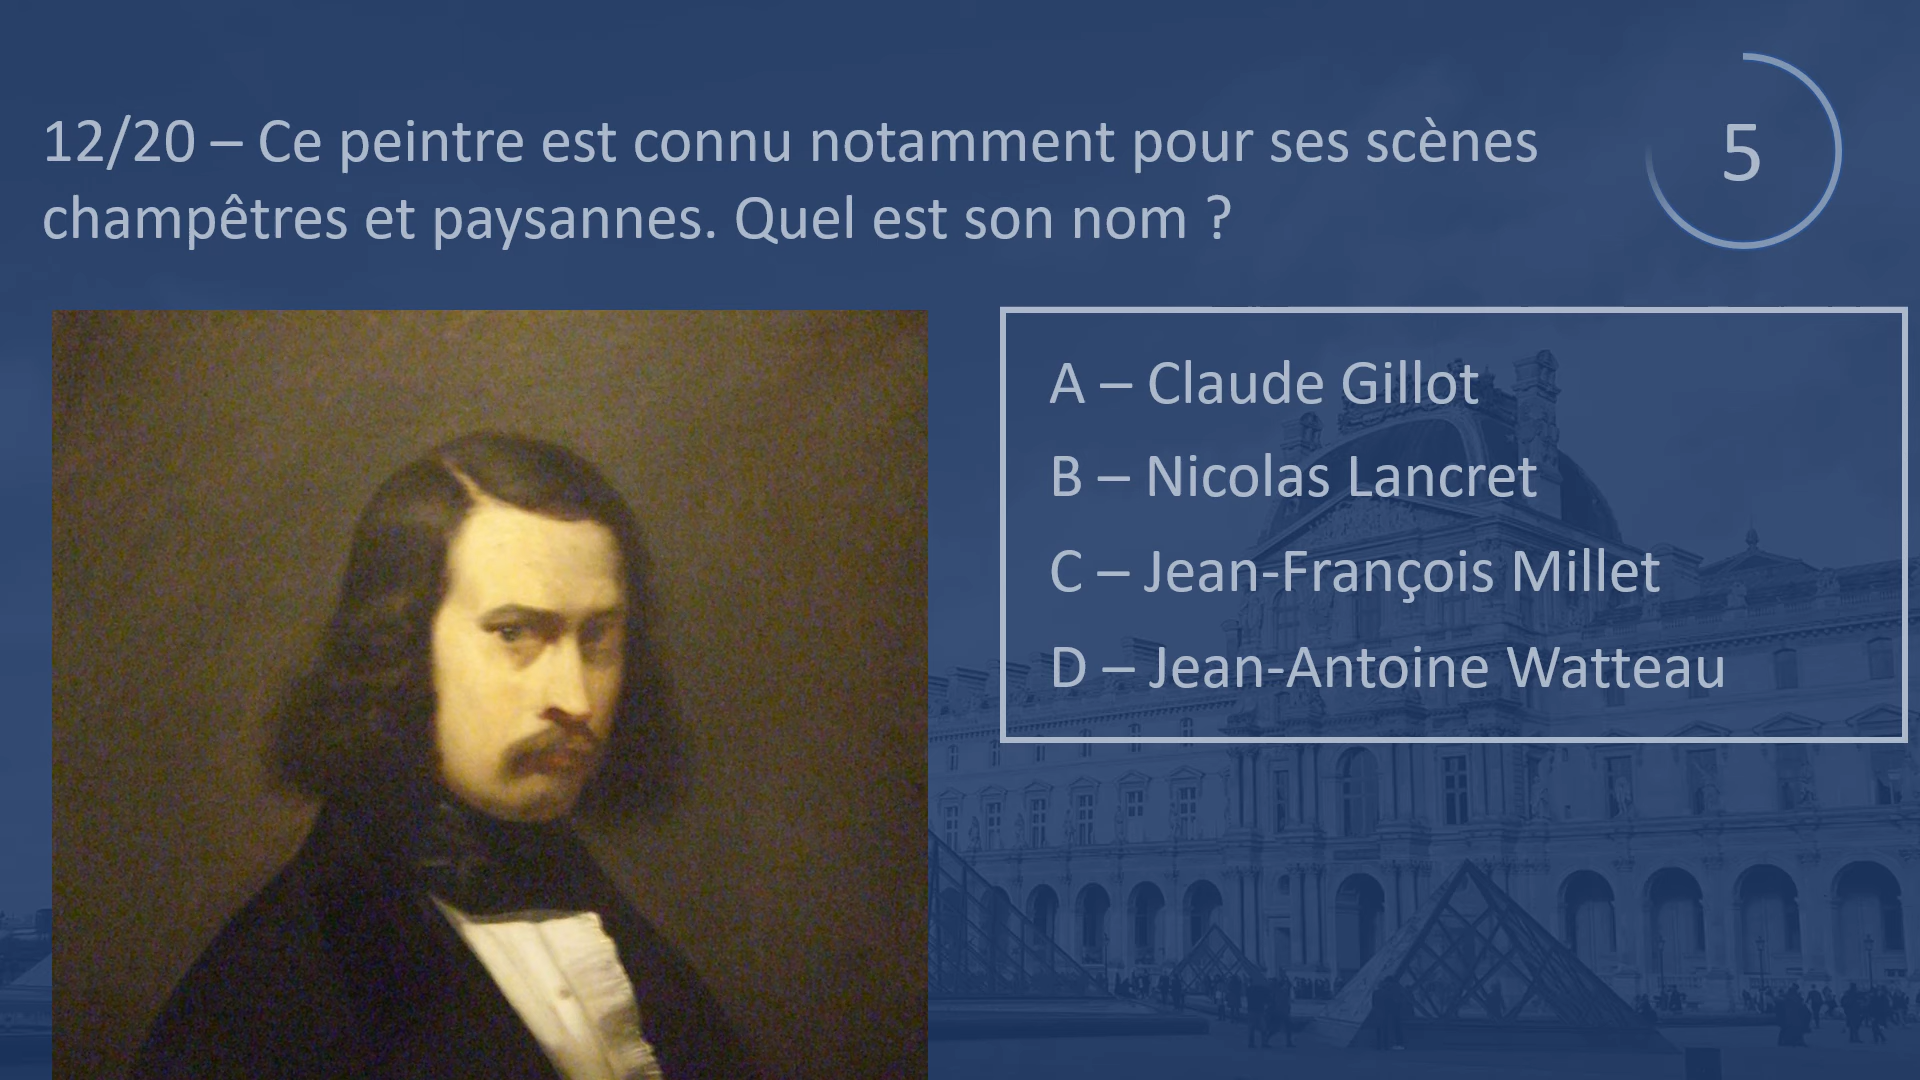 12/20 – Ce peintre est connu notamment pour ses scènes
champêtres et paysannes. Quel est son nom ?
5
A – Claude Gillot
B – Nicolas Lancret
C – Jean-François Millet
D – Jean-Antoine Watteau